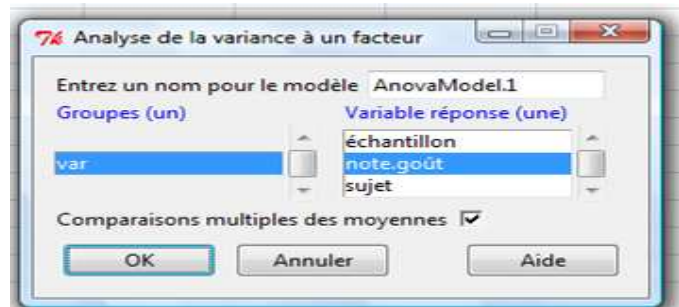 Analyse de la variance à un facteur
Entrez un nom pour le modèle AnovaModel.1
Groupes (un) Variable réponse (une)
échantillon
var note.goût
sujet
Comparaisons multiples des moyennes
OK Annuler Aide